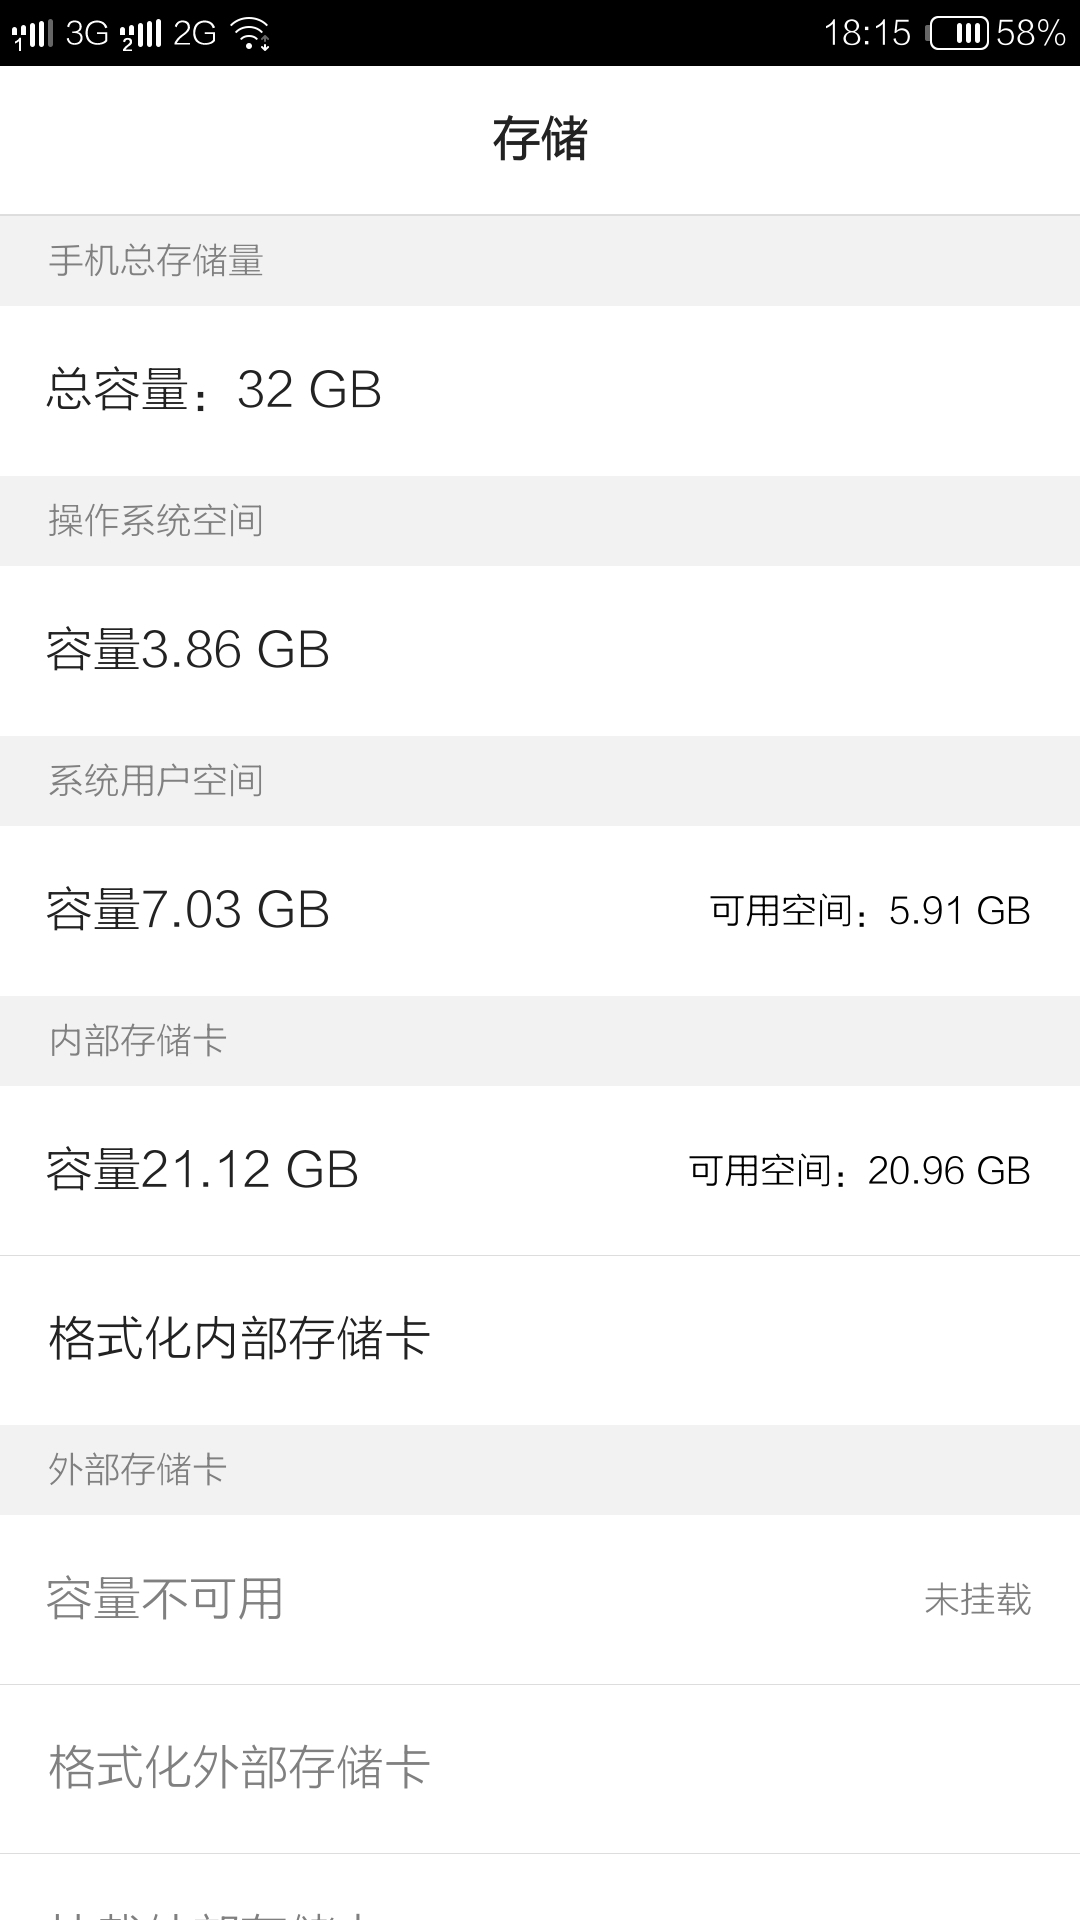 1 3G 2 2G 18:15 58%
存储
手机总存储量
总容量：32 GB
操作系统空间
容量3.86 GB
系统用户空间
容量7.03 GB 可用空间：5.91 GB
内部存储卡
容量21.12 GB 可用空间：20.96 GB
格式化内部存储卡
外部存储卡
容量不可用 未挂载
格式化外部存储卡